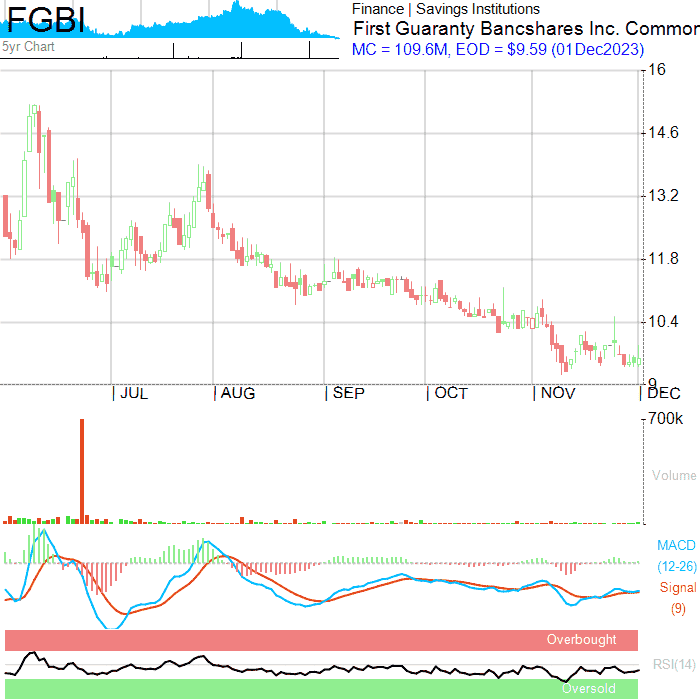 FGBI
5yr Chart
Finance | Savings Institutions
First Guaranty Bancshares Inc. Common
MC = 109.6M, EOD = $9.59 (01Dec2023)
16
14.6
13.2
11.8
10.4
9
JUL AUG SEP OCT NOV DEC
700k
Volume
MACD
(12-26)
Signal
(9)
Overbought
RSI(14)
Oversold